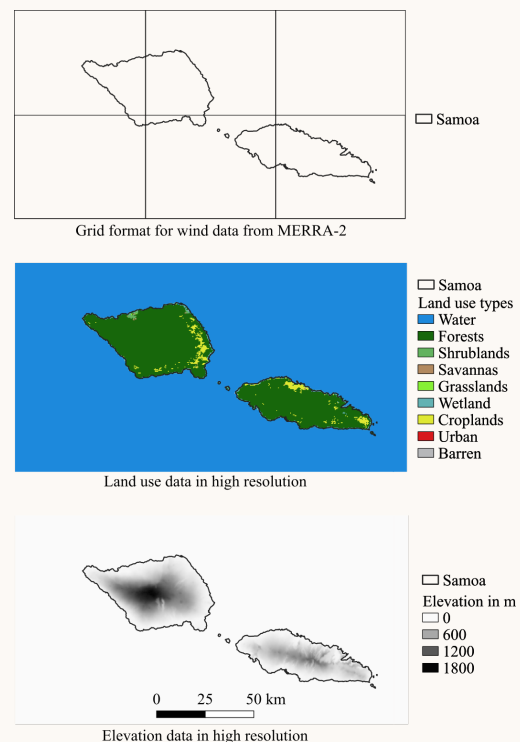 Samoa
Grid format for wind data from MERRA-2
Samoa
Land use types
Water
Forests
Shrublands
Savannas
Grasslands
Wetland
Croplands
Urban
Barren
Land use data in high resolution
Samoa
Elevation in m
0
600
1200
1800
0 25 50 km
Elevation data in high resolution